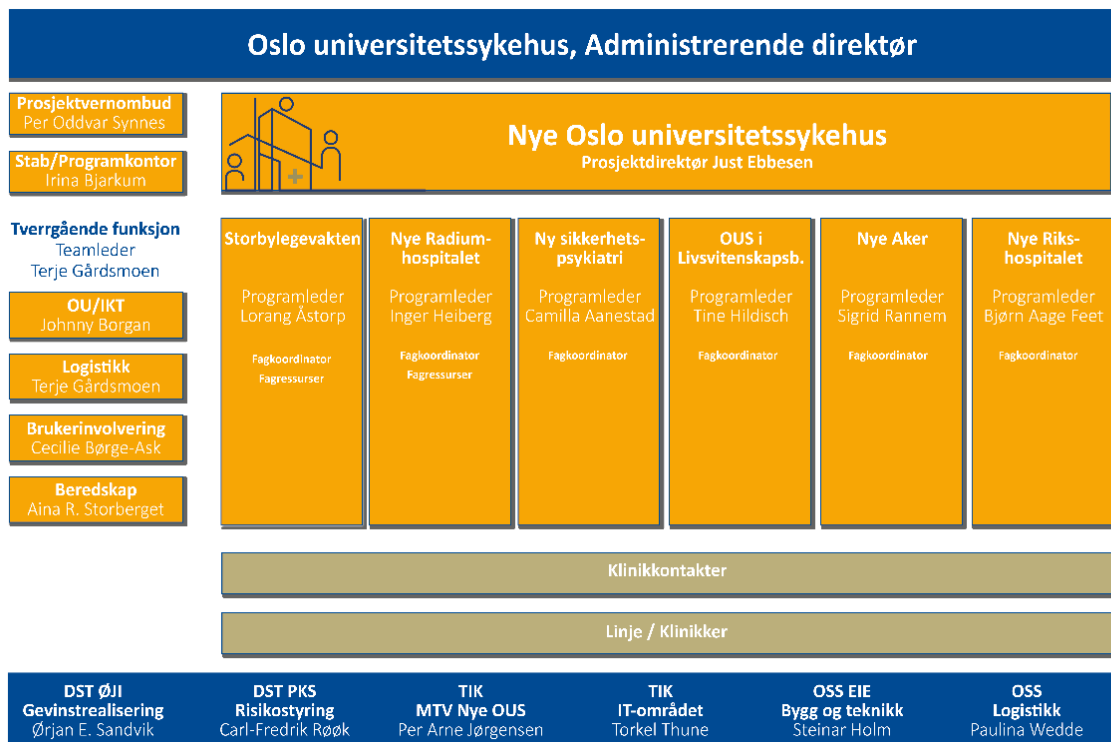 Oslo universitetssykehus, Administrerende direktør
Prosjektvernombud
Per Oddvar Synnes
Stab/Programkontor
Irina Bjarkum
Tverrgående funksjon
Teamleder
Terje Gårdsmoen
OU/IKT
Johnny Borgan
Logistikk
Terje Gårdsmoen
Brukerinvolvering
Cecilie Børge-Ask
Beredskap
Aina R. Storberget
Nye Oslo universitetssykehus
Prosjektdirektør Just Ebbesen
Storbylegevakten
Programleder
Lorang Åstorp
Fagkoordinator
Fagressurser
Nye Radium-
hospitalet
Programleder
Inger Heiberg
Fagkoordinator
Fagressurser
Ny sikkerhets-
psykiatri
Programleder
Camilla Aanestad
Fagkoordinator
OUS i
Livsvitenskapsb.
Programleder
Tine Hildisch
Fagkoordinator
Nye Aker
Programleder
Sigrid Rannem
Fagkoordinator
Nye Riks-
hospitalet
Programleder
Bjørn Aage Feet
Fagkoordinator
Klinikkontakter
Linje / Klinikker
DST ØJI
Gevinstrealisering
Ørjan E. Sandvik
DST PKS
Risikostyring
Carl-Fredrik Røøk
TIK
MTV Nye OUS
Per Arne Jørgensen
TIK
IT-området
Torkel Thune
OSS EIE
Bygg og teknikk
Steinar Holm
OSS
Logistikk
Paulina Wedde